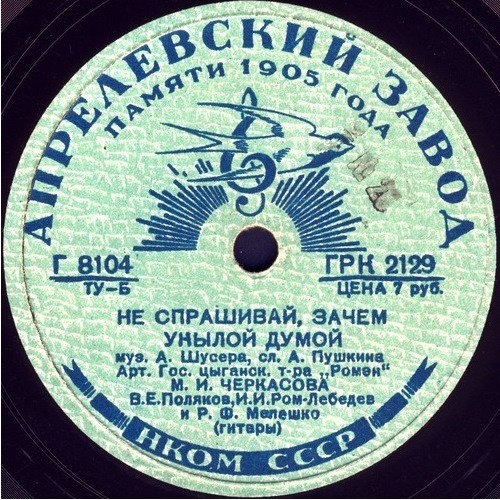 АПРЕЛЕВСКИЙ ЗАВОД
ПАМЯТИ 1905 ГОДА
Г 8104
ТУ-Б
ГРК 2129
ЦЕНА 7 руб.
НЕ СПРАШИВАЙ, ЗАЧЕМ
УНЫЛОЙ ДУМОЙ
муз. А. Шусера, сл. А. Пушкина
Арт. Гос. цыганск. т-ра „Ромэн"
М. И. ЧЕРКАСОВА
В.Е.Поляков, И.И.Ром-Лебедев
и Р. Ф. Мелешко
(гитары)
НКОМ СССР